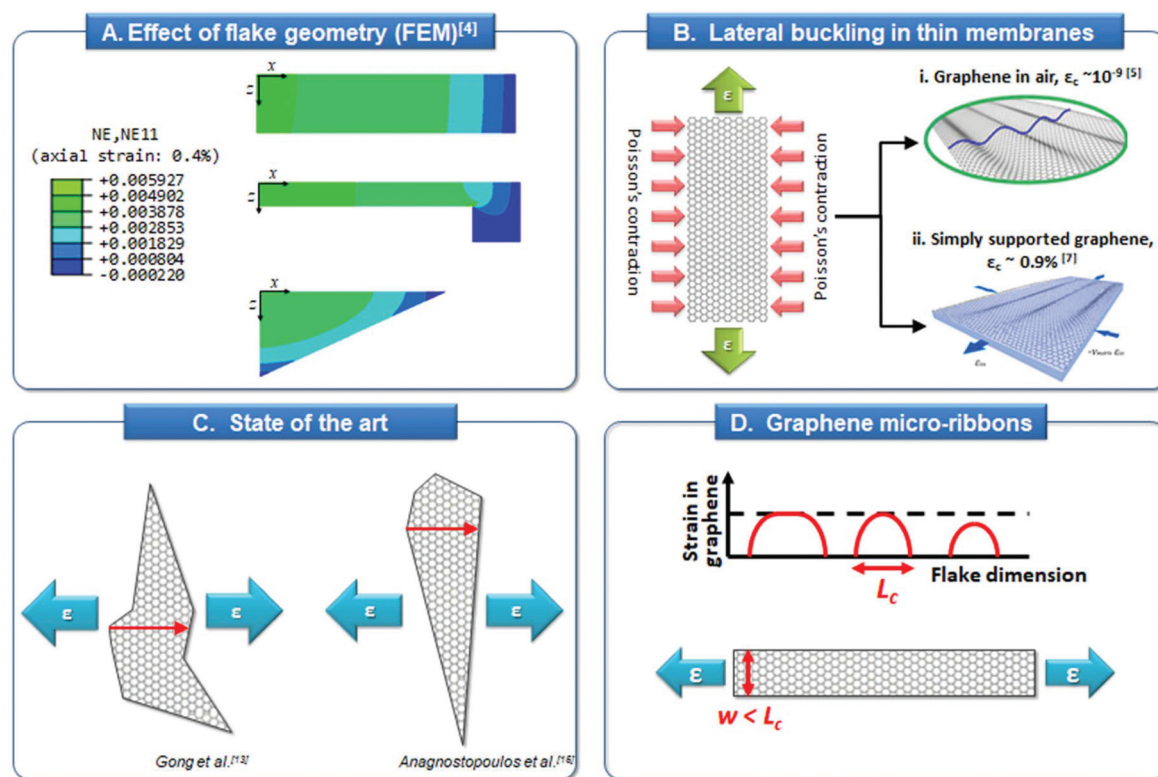 A. Effect of flake geometry (FEM)[4]
x
NE,NE11
(axial strain: 0.4%)
+0.005927
+0.004902
+0.003878
+0.002853
+0.001829
+0.000804
-0.000220
x
x
B. Lateral buckling in thin membranes
ε
Poisson's contraction
Poisson's contraction
ε
i. Graphene in air, εc ~10-9 [5]
ii. Simply supported graphene,
εc ~ 0.9% [7]
C. State of the art
ε
ε
ε
ε
Gong et al.[13]
Anagnostopoulos et al.[16]
D. Graphene micro-ribbons
Strain in
graphene
Flake dimension
Lc
ε
ε
w < Lc